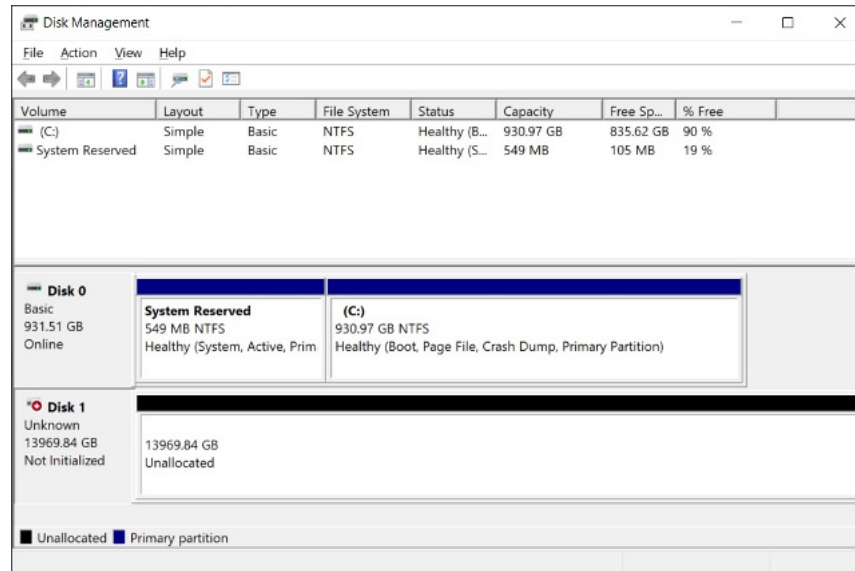 Disk Management
File Action View Help
Volume Layout Type File System Status Capacity Free Sp... % Free
(C:) Simple Basic NTFS Healthy (B... 930.97 GB 835.62 GB 90 %
System Reserved Simple Basic NTFS Healthy (S... 549 MB 105 MB 19 %
Disk 0
Basic
931.51 GB
Online
System Reserved
549 MB NTFS
Healthy (System, Active, Prim
(C:)
930.97 GB NTFS
Healthy (Boot, Page File, Crash Dump, Primary Partition)
Disk 1
Unknown
13969.84 GB
Not Initialized
13969.84 GB
Unallocated
Unallocated Primary partition